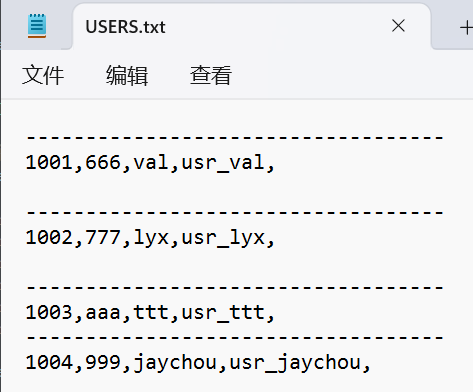 USERS.txt
文件 编辑 查看
-----------------------------------
1001,666,val,usr_val,
-----------------------------------
1002,777,lyx,usr_lyx,
-----------------------------------
1003,aaa,ttt,usr_ttt,
-----------------------------------
1004,999,jaychou,usr_jaychou,